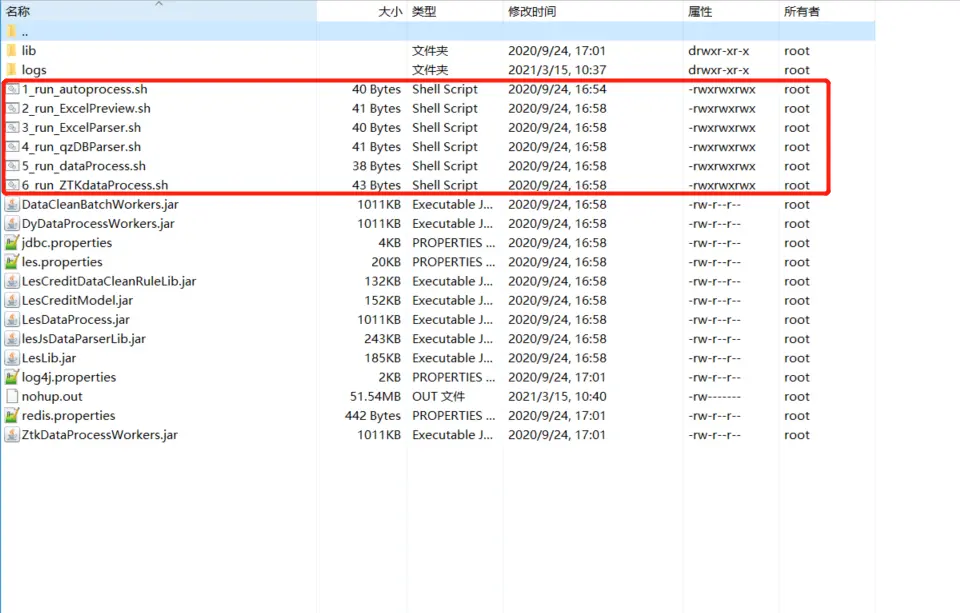 名称 大小 类型 修改时间 属性 所有者
..
lib 文件夹 2020/9/24, 17:01 drwxr-xr-x root
logs 文件夹 2021/3/15, 10:37 drwxr-xr-x root
1_run_autoprocess.sh 40 Bytes Shell Script 2020/9/24, 16:54 -rwxrwxrwx root
2_run_ExcelPreview.sh 41 Bytes Shell Script 2020/9/24, 16:58 -rwxrwxrwx root
3_run_ExcelParser.sh 40 Bytes Shell Script 2020/9/24, 16:58 -rwxrwxrwx root
4_run_qzDBParser.sh 41 Bytes Shell Script 2020/9/24, 16:58 -rwxrwxrwx root
5_run_dataProcess.sh 38 Bytes Shell Script 2020/9/24, 16:58 -rwxrwxrwx root
6_run_ZTKdataProcess.sh 43 Bytes Shell Script 2020/9/24, 16:58 -rwxrwxrwx root
DataCleanBatchWorkers.jar 1011KB Executable J... 2020/9/24, 16:58 -rw-r--r-- root
DyDataProcessWorkers.jar 1011KB Executable J... 2020/9/24, 16:58 -rw-r--r-- root
jdbc.properties 4KB PROPERTIES ... 2020/9/24, 16:58 -rw-r--r-- root
les.properties 20KB PROPERTIES ... 2020/9/24, 16:58 -rw-r--r-- root
LesCreditDataCleanRuleLib.jar 132KB Executable J... 2020/9/24, 16:58 -rw-r--r-- root
LesCreditModel.jar 152KB Executable J... 2020/9/24, 16:58 -rw-r--r-- root
LesDataProcess.jar 1011KB Executable J... 2020/9/24, 16:58 -rw-r--r-- root
lesJsDataParserLib.jar 243KB Executable J... 2020/9/24, 16:58 -rw-r--r-- root
LesLib.jar 185KB Executable J... 2020/9/24, 16:58 -rw-r--r-- root
log4j.properties 2KB PROPERTIES ... 2020/9/24, 17:01 -rw-r--r-- root
nohup.out 51.54MB OUT 文件 2021/3/15, 10:40 -rw------- root
redis.properties 442 Bytes PROPERTIES ... 2020/9/24, 17:01 -rw-r--r-- root
ZtkDataProcessWorkers.jar 1011KB Executable J... 2020/9/24, 17:01 -rw-r--r-- root